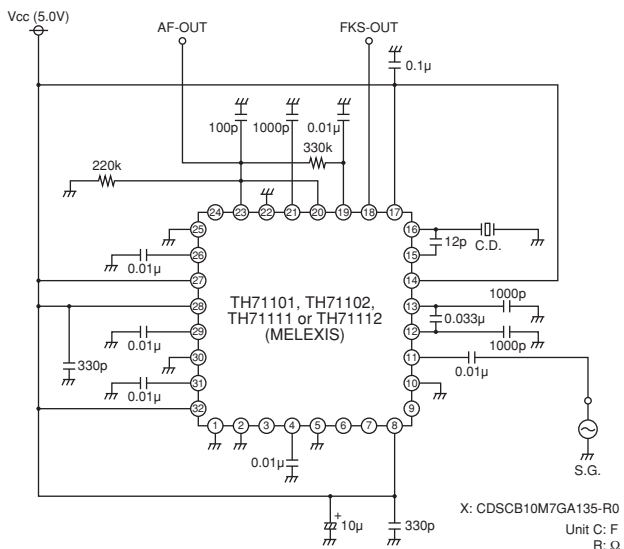 Vcc (5.0V)
AF-OUT
FKS-OUT
0.1μ
100p
1000p
0.01μ
330k
220k
24
23
22
21
20
19
18
17
25
16
26
0.01μ
15
12p
C.D.
27
14
28
TH71101, TH71102,
TH71111 or TH71112
(MELEXIS)
13
1000p
0.033μ
29
0.01μ
12
1000p
330p
30
11
0.01μ
31
0.01μ
10
32
9
1
2
3
4
5
6
7
8
0.01μ
S.G.
+
10μ
330p
X: CDSCB10M7GA135-R0
Unit C: F
R: Ω